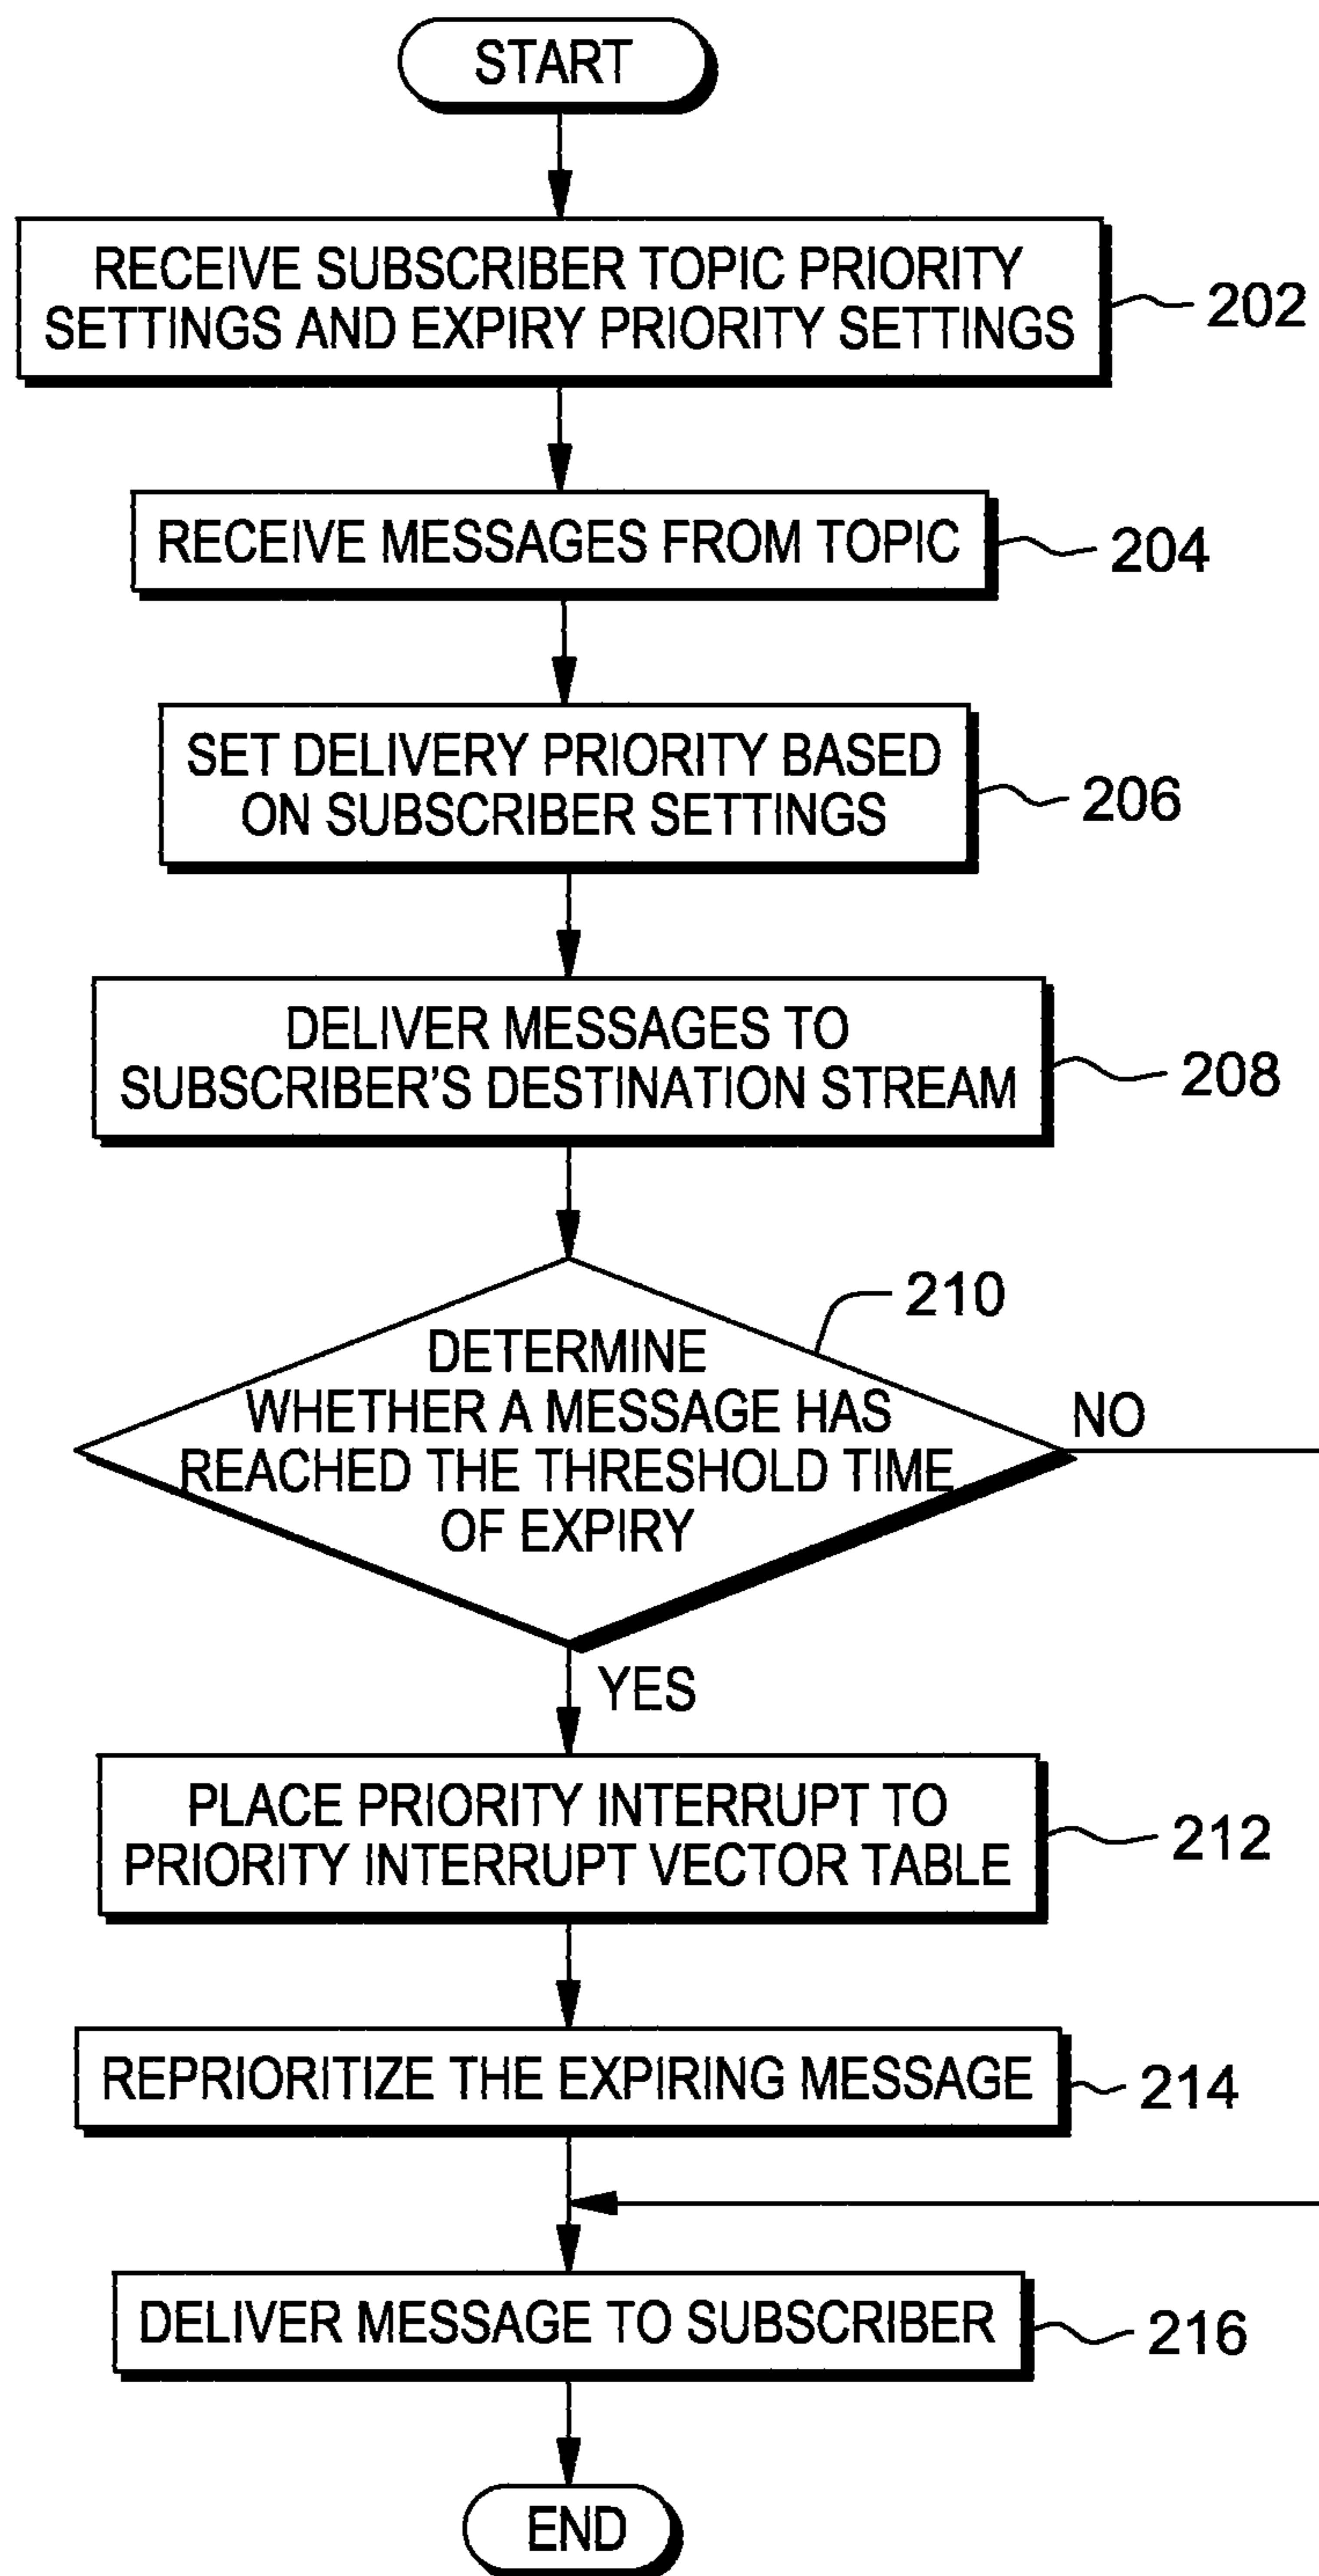 START
RECEIVE SUBSCRIBER TOPIC PRIORITY
SETTINGS AND EXPIRY PRIORITY SETTINGS
202
RECEIVE MESSAGES FROM TOPIC
204
SET DELIVERY PRIORITY BASED
ON SUBSCRIBER SETTINGS
206
DELIVER MESSAGES TO
SUBSCRIBER'S DESTINATION STREAM
208
210
DETERMINE
WHETHER A MESSAGE HAS
REACHED THE THRESHOLD TIME
OF EXPIRY
NO
YES
PLACE PRIORITY INTERRUPT TO
PRIORITY INTERRUPT VECTOR TABLE
212
REPRIORITIZE THE EXPIRING MESSAGE
214
DELIVER MESSAGE TO SUBSCRIBER
216
END